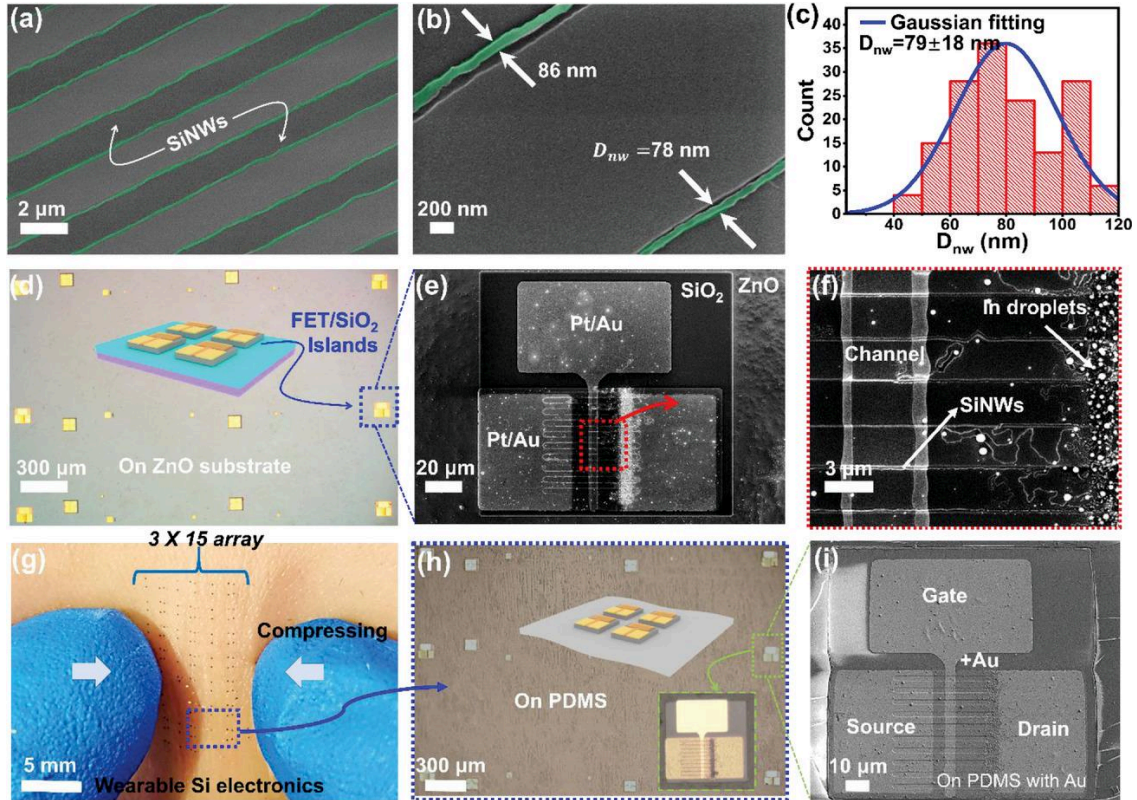 (a)
SiNWs
2 µm
(b)
86 nm
Dnw =78 nm
200 nm
(c)
Gaussian fitting
Dnw=79±18 nm
Count
40
35
30
25
20
15
10
5
0
40 60 80 100 120
Dnw (nm)
(d)
FET/SiO2
Islands
On ZnO substrate
300 µm
(e)
SiO2
ZnO
Pt/Au
Pt/Au
20 µm
(f)
In droplets
Channel
SiNWs
3 µm
(g)
3 X 15 array
Compressing
5 mm
Wearable Si electronics
(h)
On PDMS
300 µm
(i)
Gate
+Au
Source
Drain
10 µm
On PDMS with Au